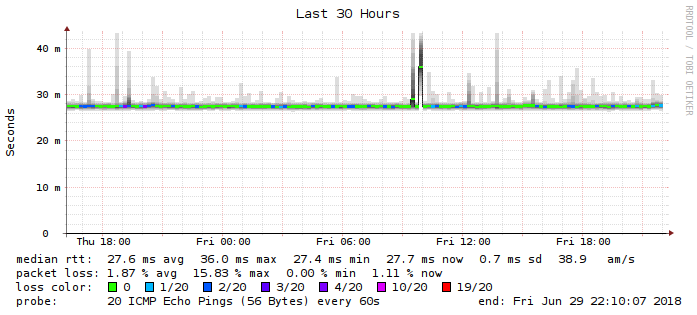 Last 30 Hours
RRDTOOL / TOBI OETIKER
Seconds
40 m
30 m
20 m
10 m
0
Thu 18:00 Fri 00:00 Fri 06:00 Fri 12:00 Fri 18:00
median rtt: 27.6 ms avg 36.0 ms max 27.4 ms min 27.7 ms now 0.7 ms sd 38.9 am/s
packet loss: 1.87 % avg 15.83 % max 0.00 % min 1.11 % now
loss color: 0 1/20 2/20 3/20 4/20 10/20 19/20
probe: 20 ICMP Echo Pings (56 Bytes) every 60s end: Fri Jun 29 22:10:07 2018